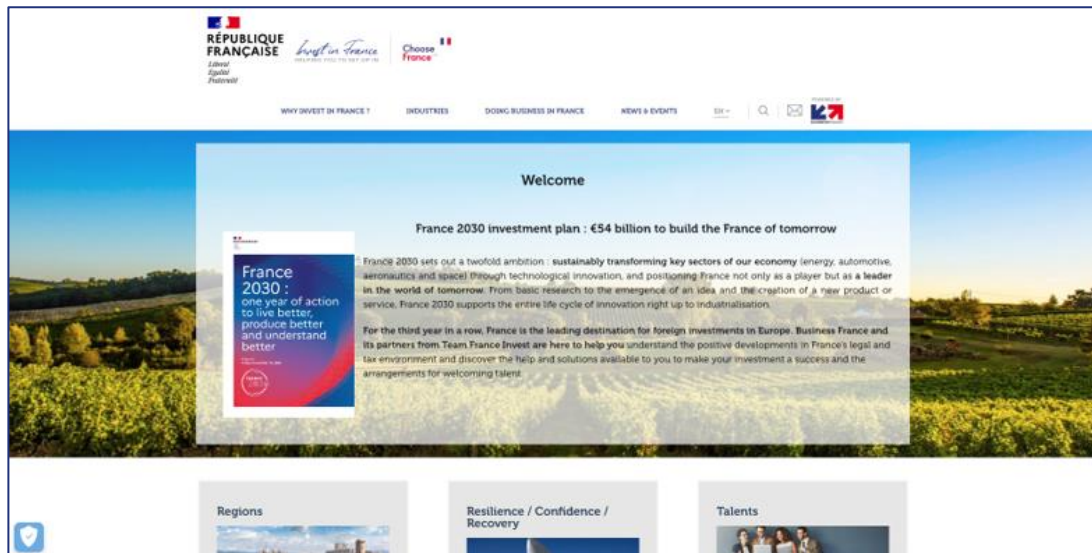 RÉPUBLIQUE
FRANÇAISE
Liberté
Égalité
Fraternité
Invest in France
HELPING YOU TO SET UP IN
Choose
France
WHY INVEST IN FRANCE ?
INDUSTRIES
DOING BUSINESS IN FRANCE
NEWS & EVENTS
EN
POWERED BY
Welcome
France 2030 investment plan : €54 billion to build the France of tomorrow
France 2030 :
one year of action
to live better,
produce better
and understand
better
France 2030 sets out a twofold ambition : sustainably transforming key sectors of our economy (energy, automotive,
aeronautics and space) through technological innovation, and positioning France not only as a player but as a leader
in the world of tomorrow. From basic research to the emergence of an idea and the creation of a new product or
service, France 2030 supports the entire life cycle of innovation right up to industrialisation.
For the third year in a row, France is the leading destination for foreign investments in Europe. Business France and
its partners from Team France Invest are here to help you understand the positive developments in France's legal and
tax environment and discover the help and solutions available to you to make your investment a success and the
arrangements for welcoming talent.
Regions
Resilience / Confidence /
Recovery
Talents